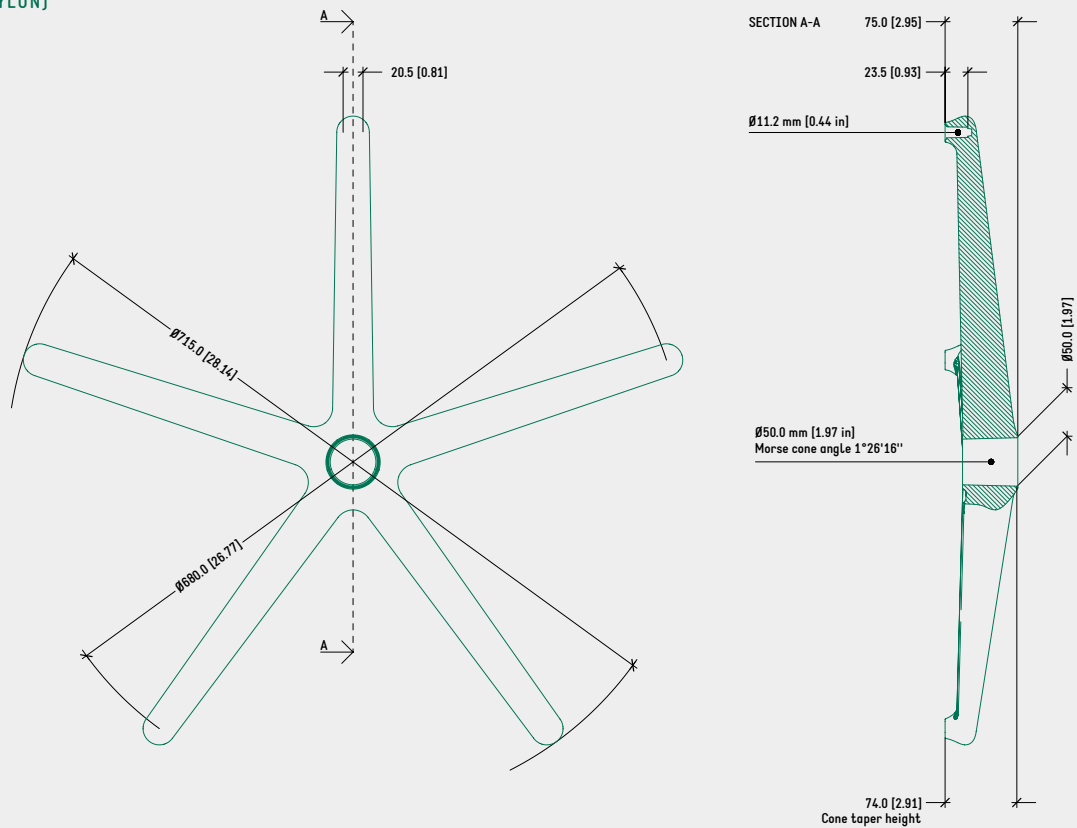 YLON)
A
20.5 [0.81]
Ø715.0 [28.14]
Ø680.0 [26.77]
A
SECTION A-A
75.0 [2.95]
23.5 [0.93]
Ø11.2 mm [0.44 in]
Ø50.0 [1.97]
Ø50.0 mm [1.97 in]
Morse cone angle 1°26'16''
74.0 [2.91]
Cone taper height